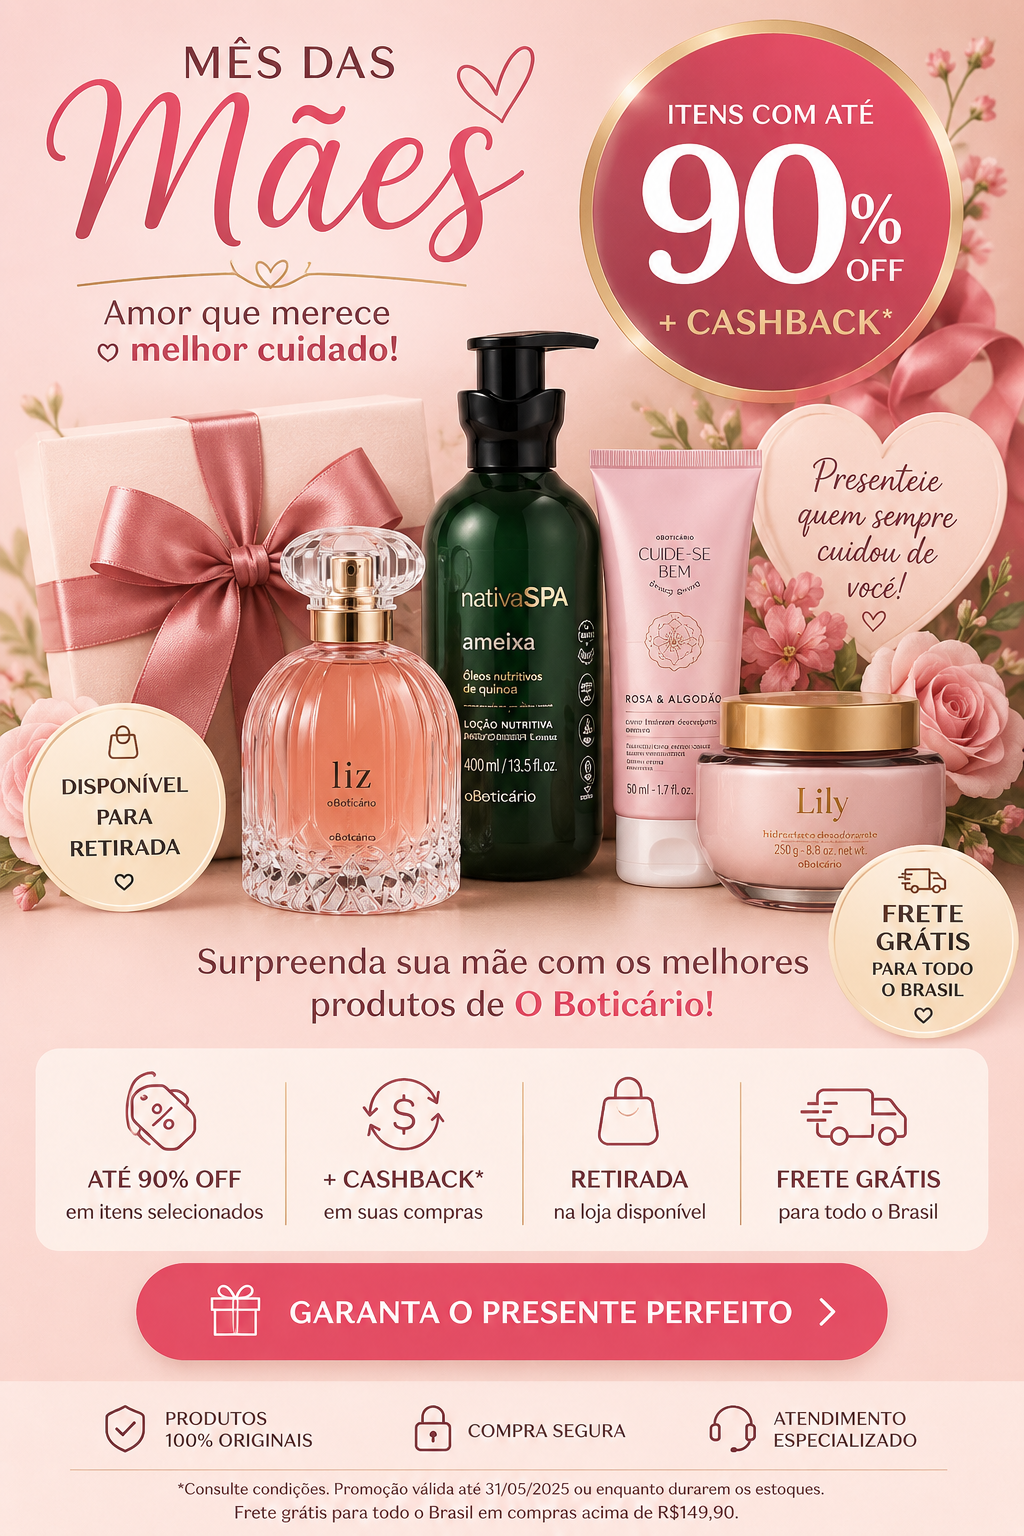 MÊS DAS
Mães
Amor que merece
melhor cuidado!
ITENS COM ATÉ
90%
OFF
+ CASHBACK*
Presenteie
quem sempre
cuidou de
você!
nativaSPA
ameixa
Óleos nutritivos
de quinoa
LOÇÃO NUTRITIVA
400 ml / 13.5 fl. oz.
oBoticário
oBOTICÁRIO
CUIDE-SE
BEM
ROSA & ALGODÃO
50 ml - 1.7 fl. oz.
liz
oBoticário
oBoticário
Lily
hidratante desodorante
250 g - 8.8 oz. net wt.
oBoticário
DISPONÍVEL
PARA
RETIRADA
FRETE
GRÁTIS
PARA TODO
O BRASIL
Surpreenda sua mãe com os melhores
produtos de O Boticário!
ATÉ 90% OFF
em itens selecionados
+ CASHBACK*
em suas compras
RETIRADA
na loja disponível
FRETE GRÁTIS
para todo o Brasil
GARANTA O PRESENTE PERFEITO
PRODUTOS
100% ORIGINAIS
COMPRA SEGURA
ATENDIMENTO
ESPECIALIZADO
*Consulte condições. Promoção válida até 31/05/2025 ou enquanto durarem os estoques.
Frete grátis para todo o Brasil em compras acima de R$149,90.